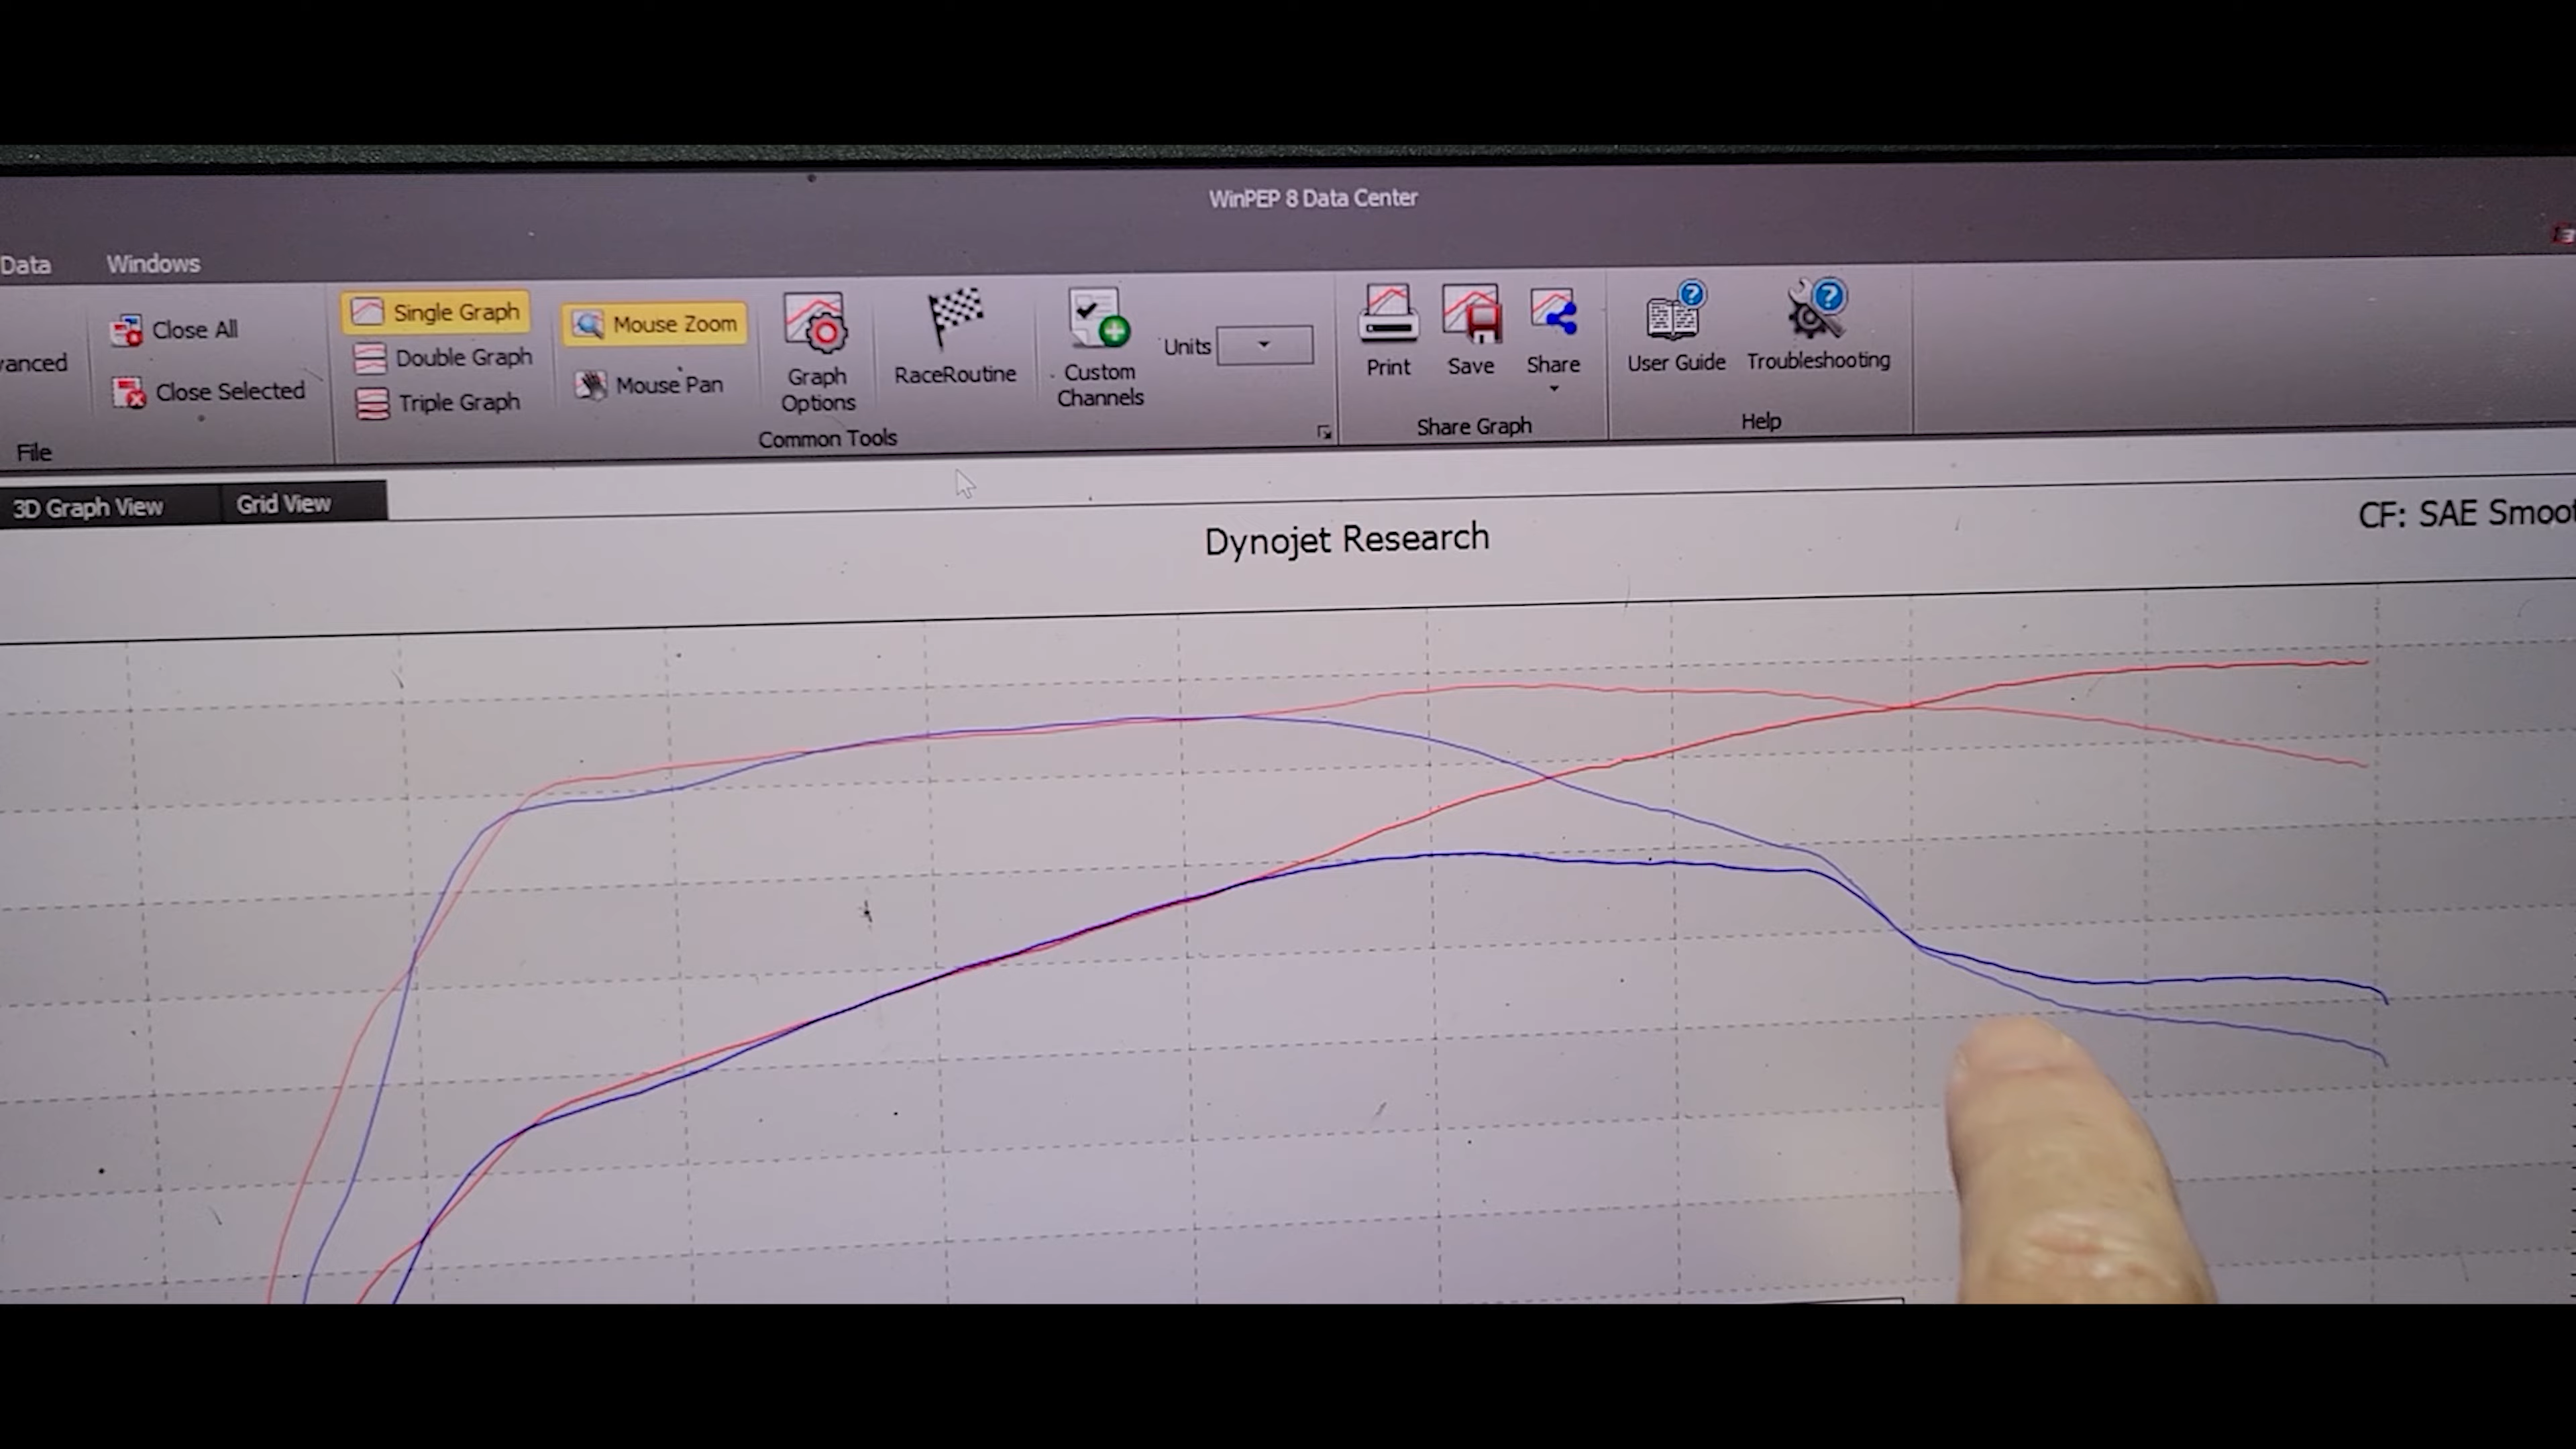 WinPEP 8 Data Center
Data
Windows
Close All
Close Selected
File
Single Graph
Double Graph
Triple Graph
Mouse Zoom
Mouse Pan
Graph
Options
RaceRoutine
Custom
Channels
Units
Common Tools
Print
Save
Share
Share Graph
User Guide
Troubleshooting
Help
3D Graph View
Grid View
Dynojet Research
CF: SAE